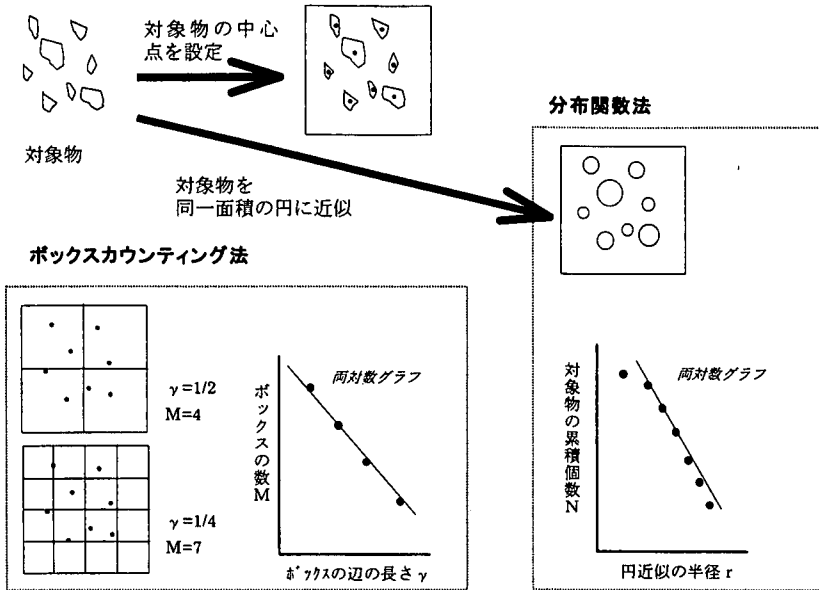 対象物の中心
点を設定
対象物
対象物を
同一面積の円に近似
分布関数法
ボックスカウンティング法
γ=1/2
M=4
γ=1/4
M=7
ボックスの数M
両対数グラフ
ボックスの辺の長さγ
対象物の累積個数N
両対数グラフ
円近似の半径r